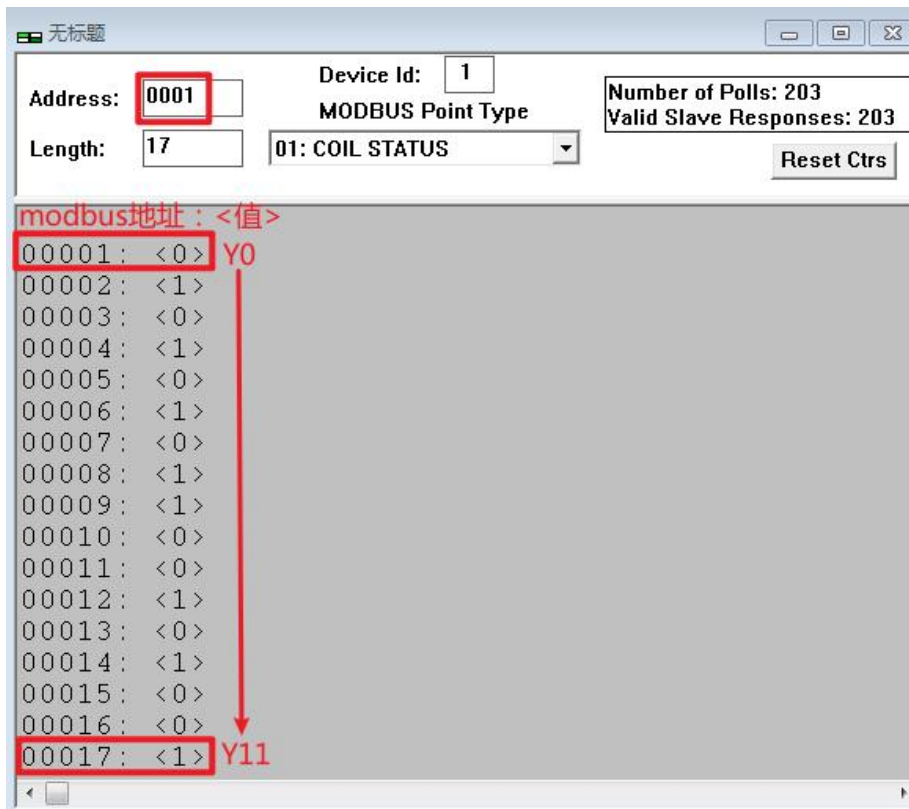 无标题
Address: 0001
Device Id: 1
MODBUS Point Type
Number of Polls: 203
Valid Slave Responses: 203
Length: 17
01: COIL STATUS
Reset Ctrs
modbus地址：<值>
00001: <0> Y0
00002: <1>
00003: <0>
00004: <1>
00005: <0>
00006: <1>
00007: <0>
00008: <1>
00009: <1>
00010: <0>
00011: <0>
00012: <1>
00013: <0>
00014: <1>
00015: <0>
00016: <0>
00017: <1> Y11